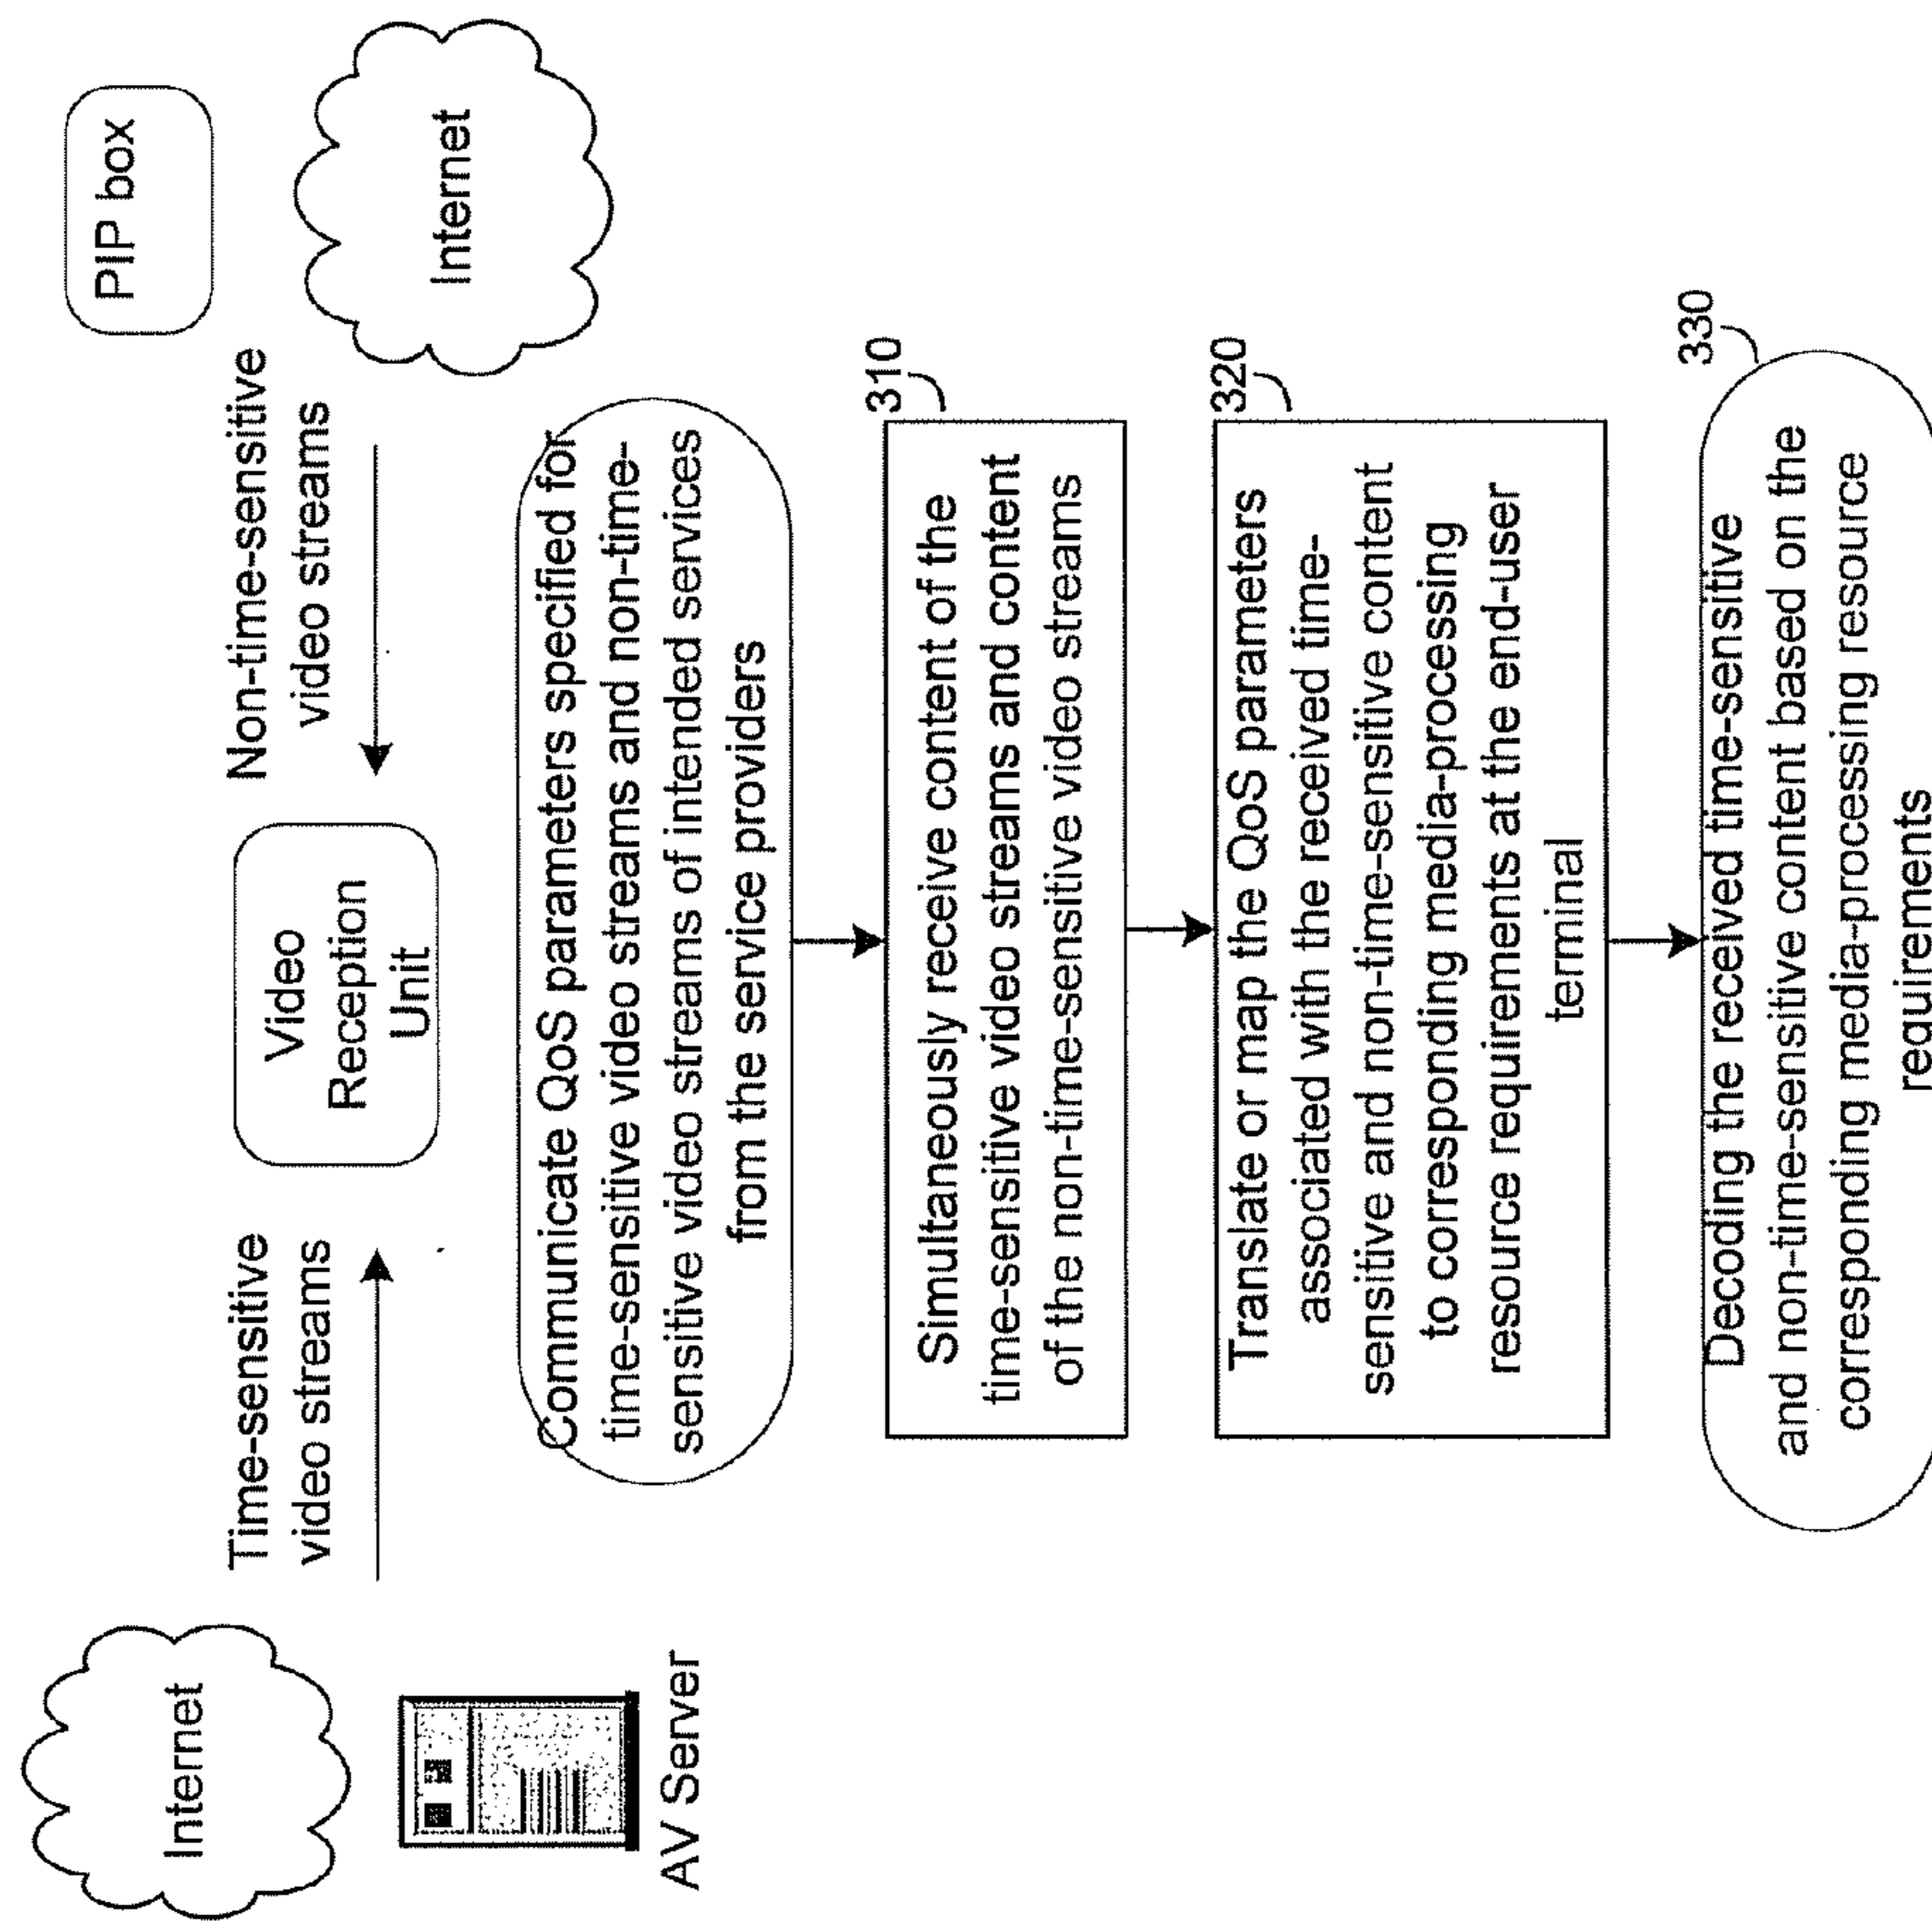 Internet
AV Server
Time-sensitive
video streams
Video
Reception
Unit
Non-time-sensitive
video streams
PIP box
Internet
Communicate QoS parameters specified for
time-sensitive video streams and non-time-
sensitive video streams of intended services
from the service providers
310
Simultaneously receive content of the
time-sensitive video streams and content
of the non-time-sensitive video streams
320
Translate or map the QoS parameters
associated with the received time-
sensitive and non-time-sensitive content
to corresponding media-processing
resource requirements at the end-user
terminal
330
Decoding the received time-sensitive
and non-time-sensitive content based on the
corresponding media-processing resource
requirements